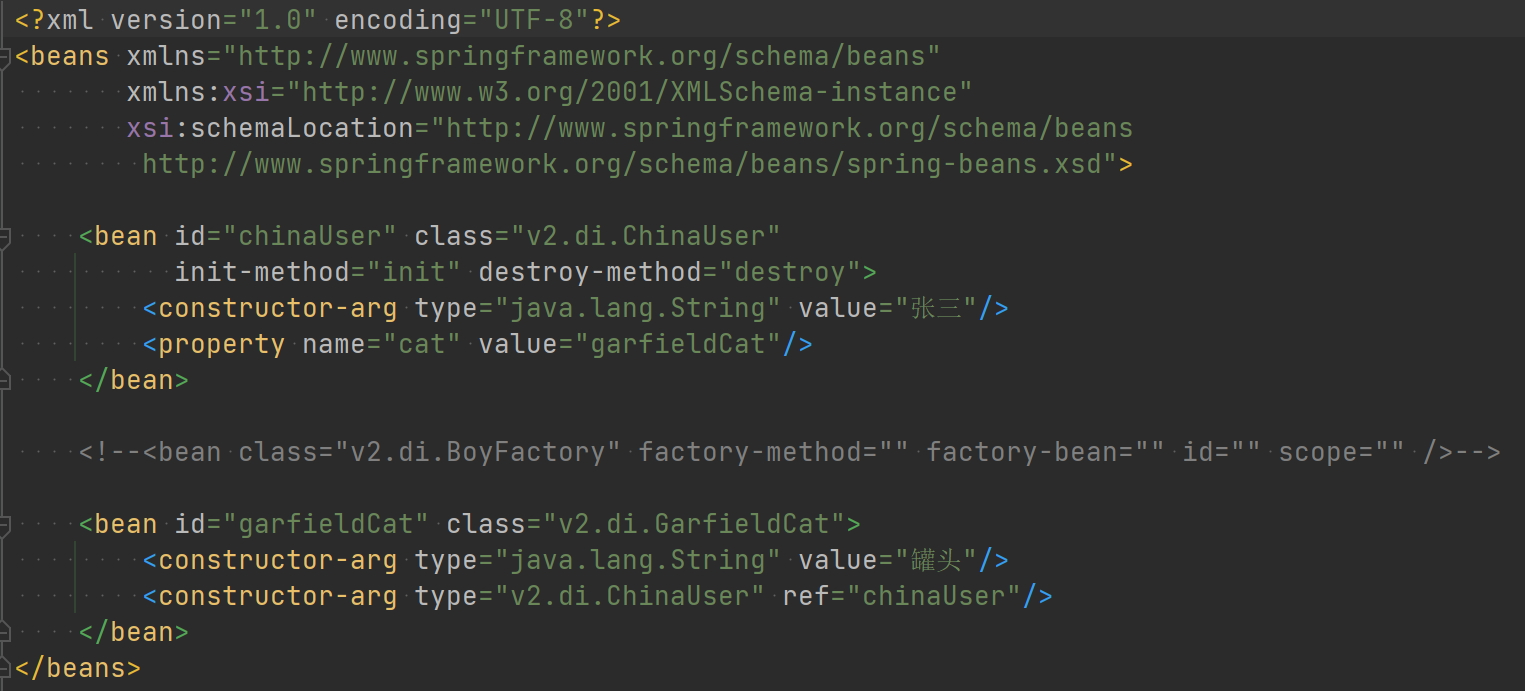 <?xml version="1.0" encoding="UTF-8"?>
<beans xmlns="http://www.springframework.org/schema/beans"
xmlns:xsi="http://www.w3.org/2001/XMLSchema-instance"
xsi:schemaLocation="http://www.springframework.org/schema/beans
http://www.springframework.org/schema/beans/spring-beans.xsd">
<bean id="chinaUser" class="v2.di.ChinaUser"
init-method="init" destroy-method="destroy">
<constructor-arg type="java.lang.String" value="张三"/>
<property name="cat" value="garfieldCat"/>
</bean>
<!--<bean class="v2.di.BoyFactory" factory-method="" factory-bean="" id="" scope="" />-->
<bean id="garfieldCat" class="v2.di.GarfieldCat">
<constructor-arg type="java.lang.String" value="罐头"/>
<constructor-arg type="v2.di.ChinaUser" ref="chinaUser"/>
</bean>
</beans>